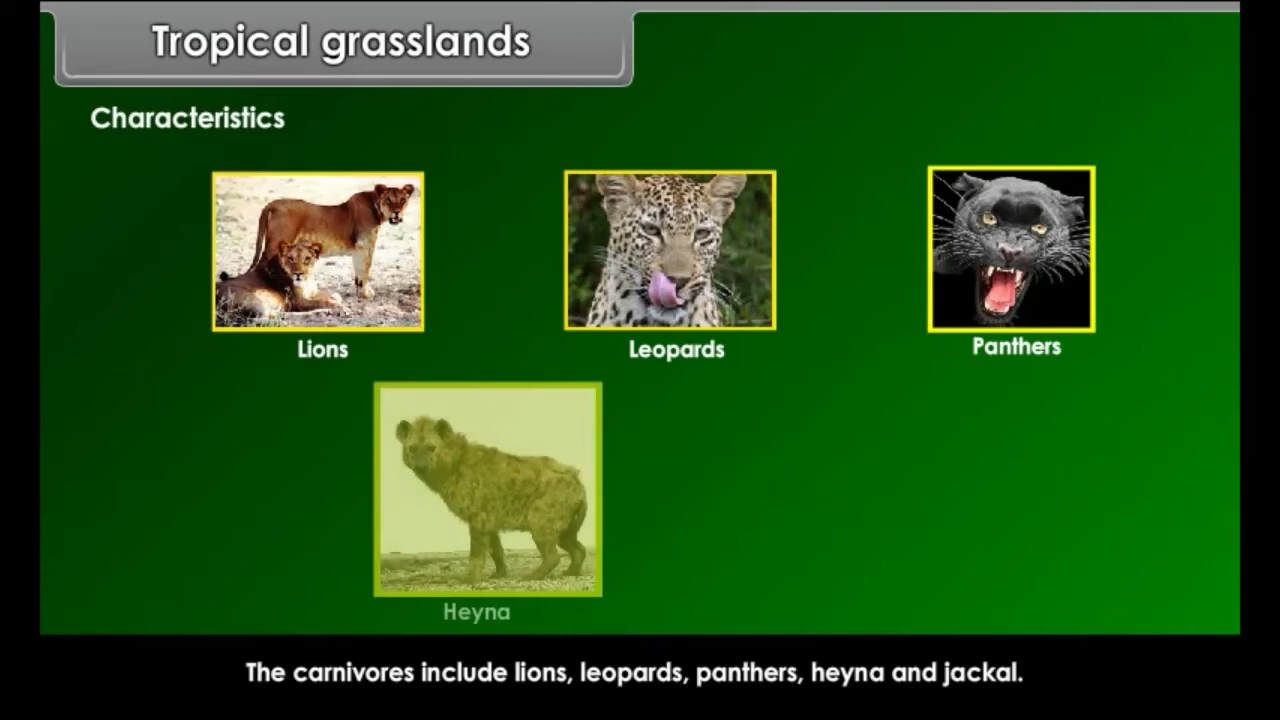 Tropical grasslands
Characteristics
Lions
Leopards
Panthers
Heyna
The carnivores include lions, leopards, panthers, heyna and jackal.